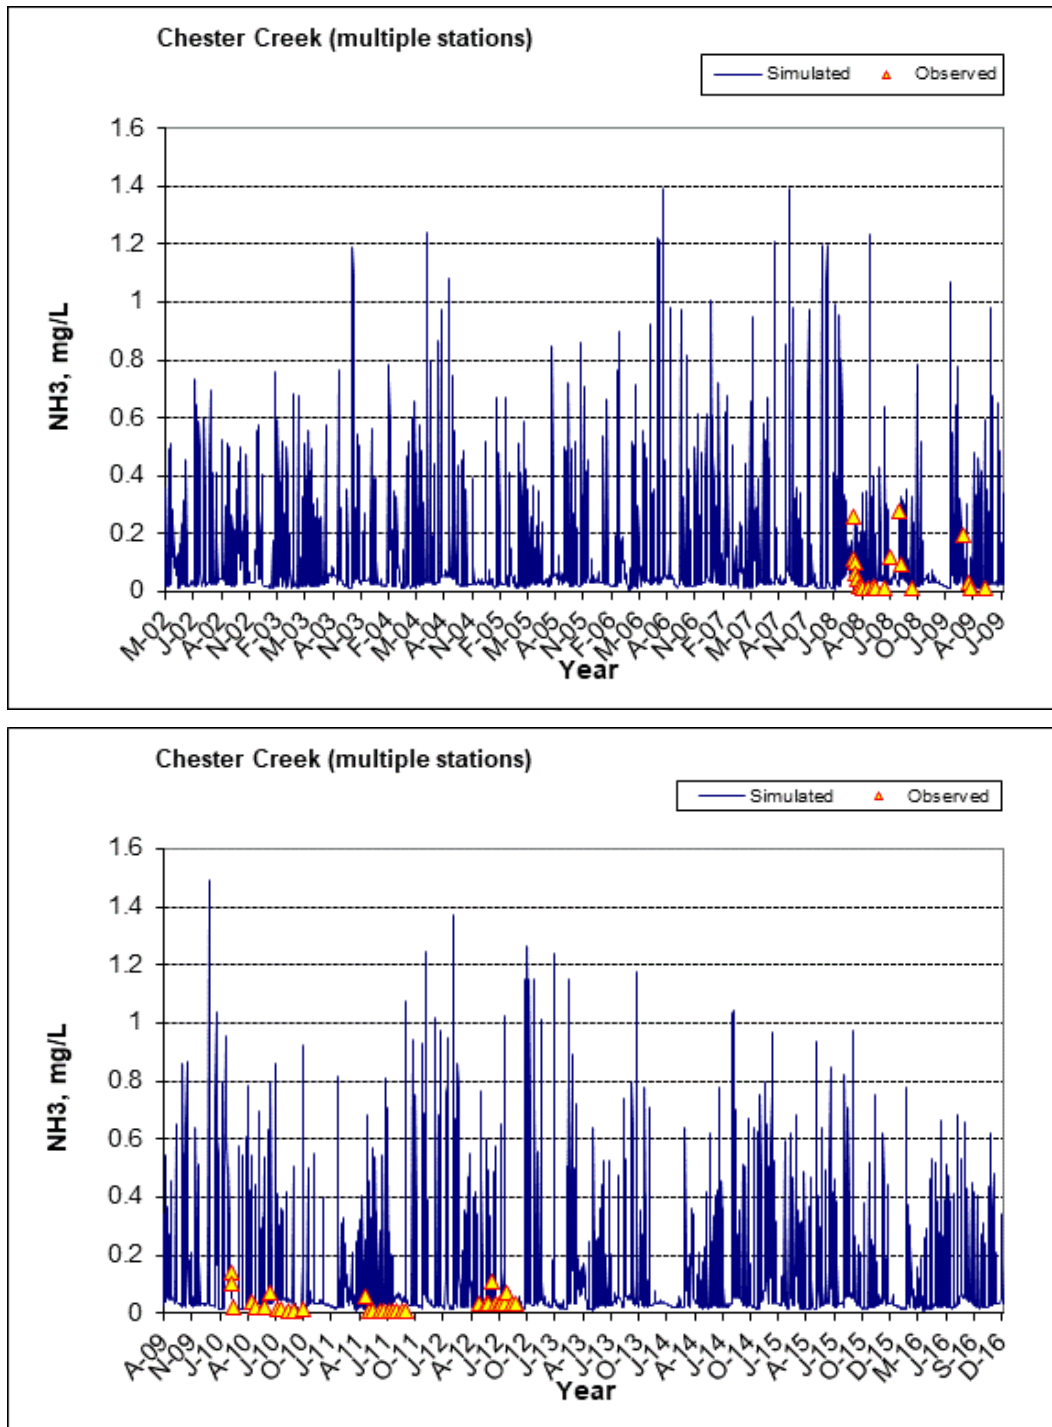 Chester Creek (multiple stations)
Simulated Observed
1.6
1.4
1.2
1
0.8
0.6
0.4
0.2
0
NH3, mg/L
M-02 J-02 A-02 N-02 F-03 M-03 A-03 N-03 F-04 M-04 A-04 N-04 F-05 M-05 A-05 N-05 F-06 M-06 A-06 N-06 F-07 M-07 A-07 N-07 J-08 A-08 J-08 O-08 J-09 A-09 J-09
Year
Chester Creek (multiple stations)
Simulated Observed
1.6
1.4
1.2
1
0.8
0.6
0.4
0.2
0
NH3, mg/L
A-09 N-09 J-10 A-10 J-10 O-10 J-11 A-11 J-11 O-11 J-12 A-12 J-12 O-12 J-13 A-13 J-13 O-13 J-14 A-14 J-14 O-14 J-15 A-15 J-15 O-15 D-15 M-16 J-16 S-16 D-16
Year